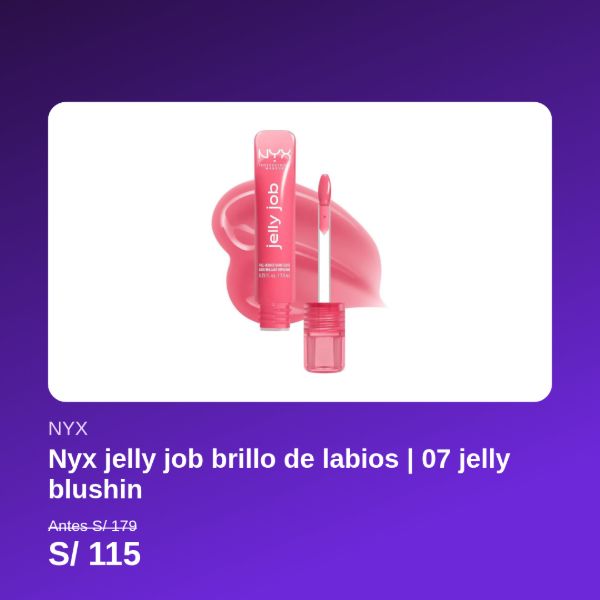 NYX
jelly job
NYX
Nyx jelly job brillo de labios | 07 jelly
blushin
Antes S/ 179
S/ 115